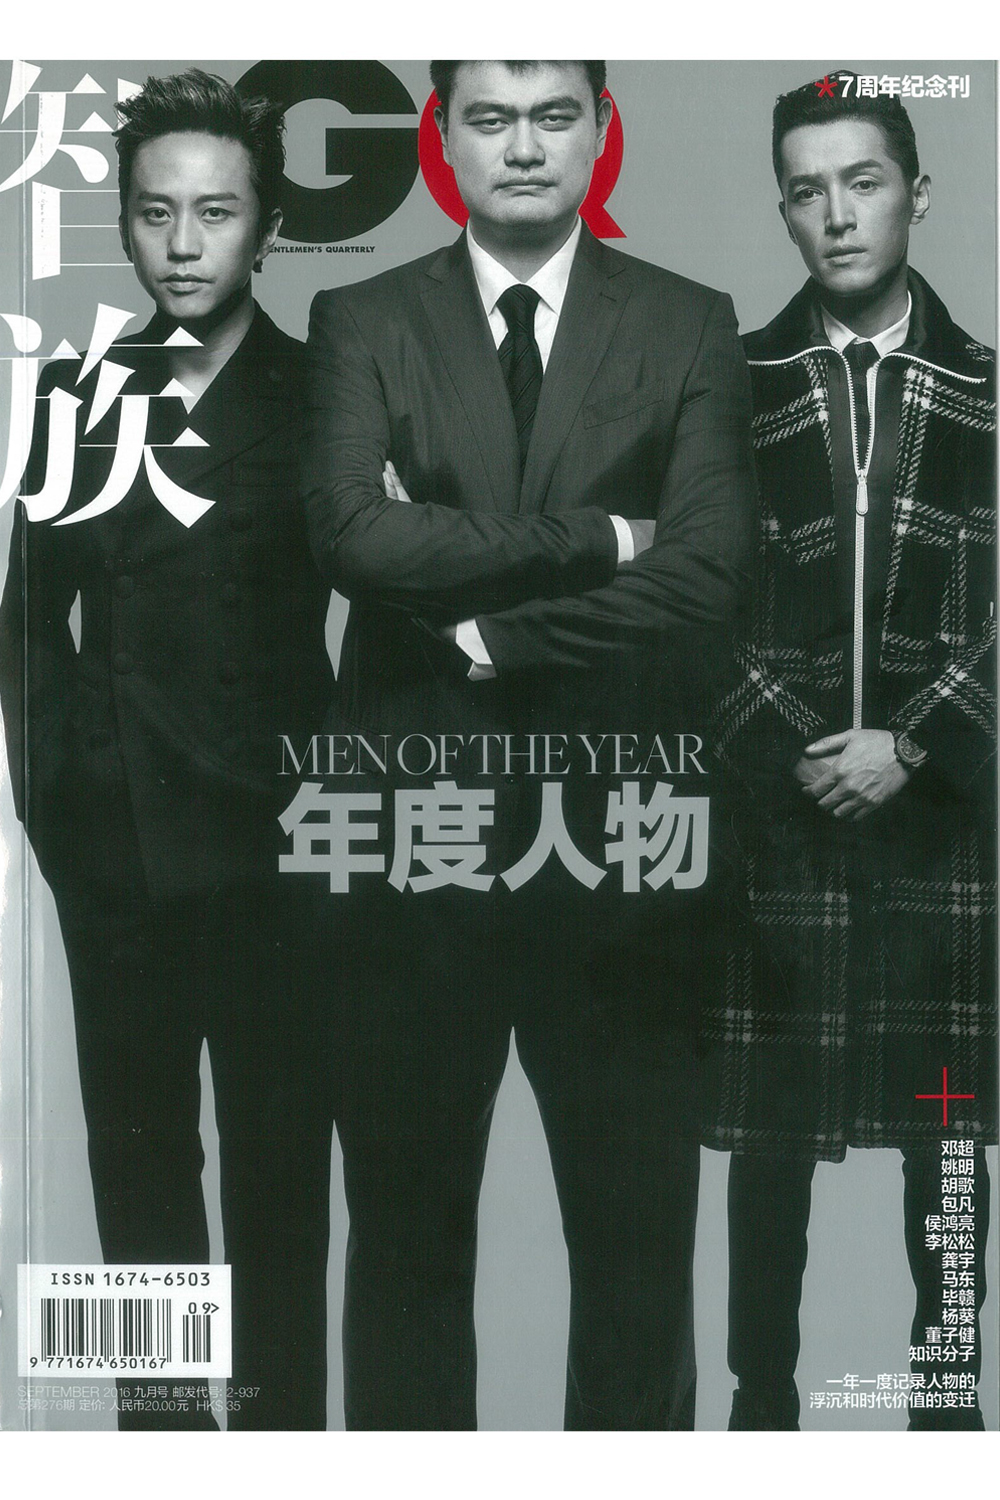 智族
GQ
ENTLEMEN'S QUARTERLY
*7周年纪念刊
MEN OF THE YEAR
年度人物
邓超
姚明
胡歌
包凡
侯鸿亮
李松松
龚宇
马东
毕赣
杨葵
董子健
知识分子
一年一度记录人物的
浮沉和时代价值的变迁
ISSN 1674-6503
09>
9 771674 650167
SEPTEMBER 2016 九月号 邮发代号: 2-937
总第276期 定价: 人民币20.00元 HK$ 35